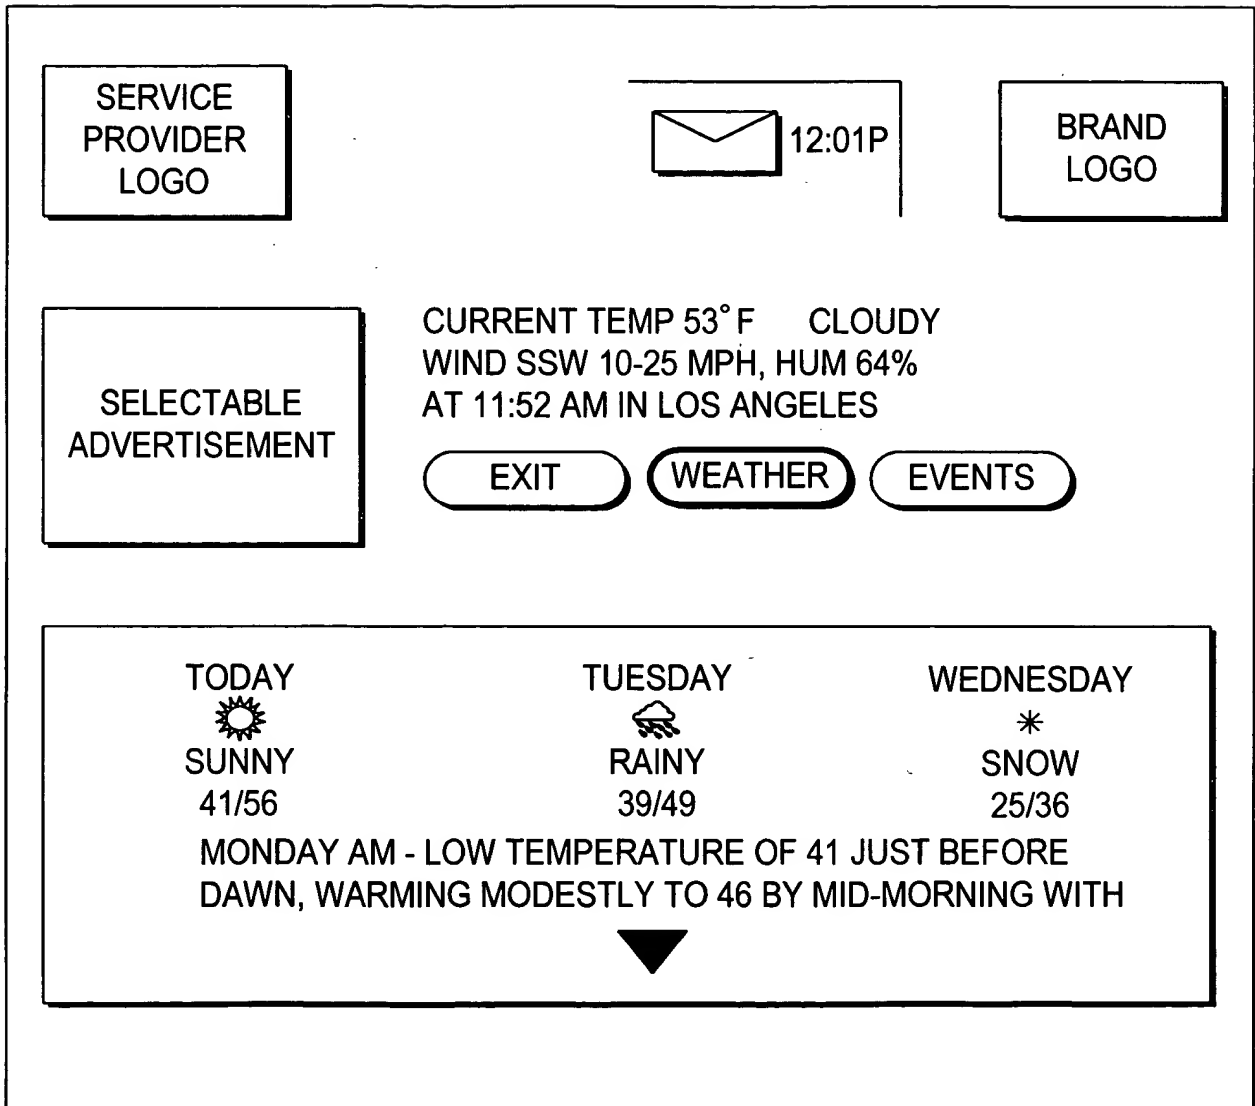 SERVICE
PROVIDER
LOGO
12:01P
BRAND
LOGO
SELECTABLE
ADVERTISEMENT
CURRENT TEMP 53°F CLOUDY
WIND SSW 10-25 MPH, HUM 64%
AT 11:52 AM IN LOS ANGELES
EXIT WEATHER EVENTS
TODAY TUESDAY WEDNESDAY
SUNNY RAINY SNOW
41/56 39/49 25/36
MONDAY AM - LOW TEMPERATURE OF 41 JUST BEFORE
DAWN, WARMING MODESTLY TO 46 BY MID-MORNING WITH